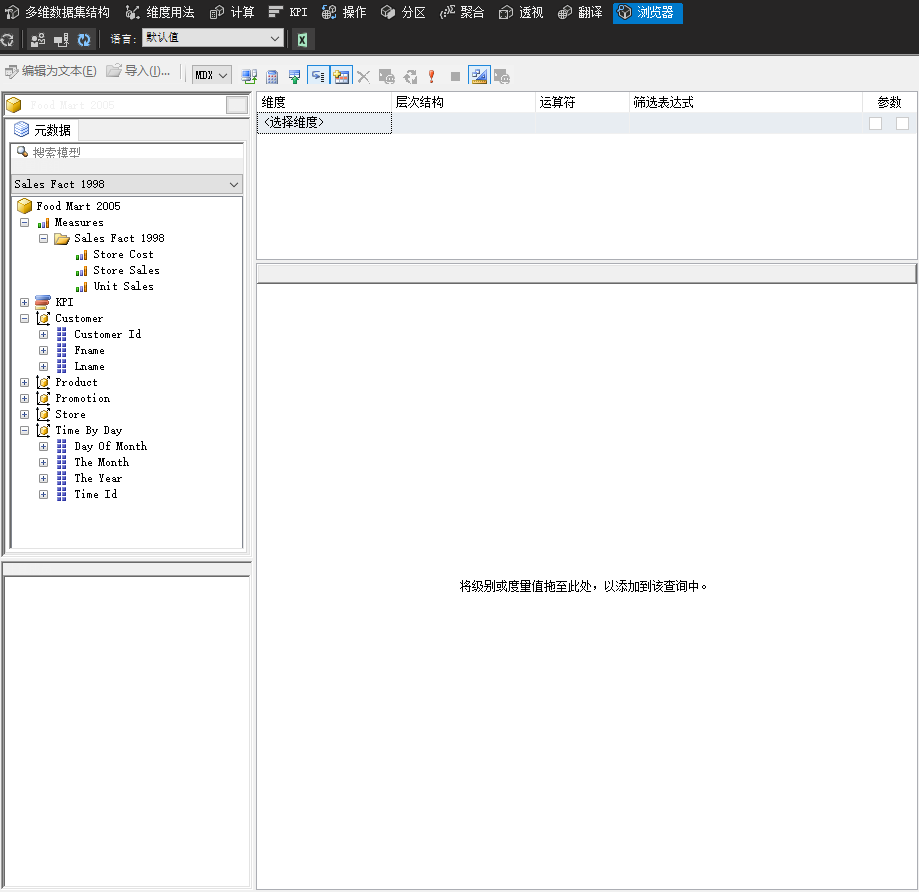 多维数据集结构 维度用法 计算 KPI 操作 分区 聚合 透视 翻译 浏览器
语言: 默认值
编辑为文本(E) 导入(I)... MDX
Food Mart 2005
元数据
搜索模型
Sales Fact 1998
Food Mart 2005
Measures
Sales Fact 1998
Store Cost
Store Sales
Unit Sales
KPI
Customer
Customer Id
Fname
Lname
Product
Promotion
Store
Time By Day
Day Of Month
The Month
The Year
Time Id
维度 层次结构 运算符 筛选表达式 参数
<选择维度>
将级别或度量值拖至此处，以添加到该查询中。